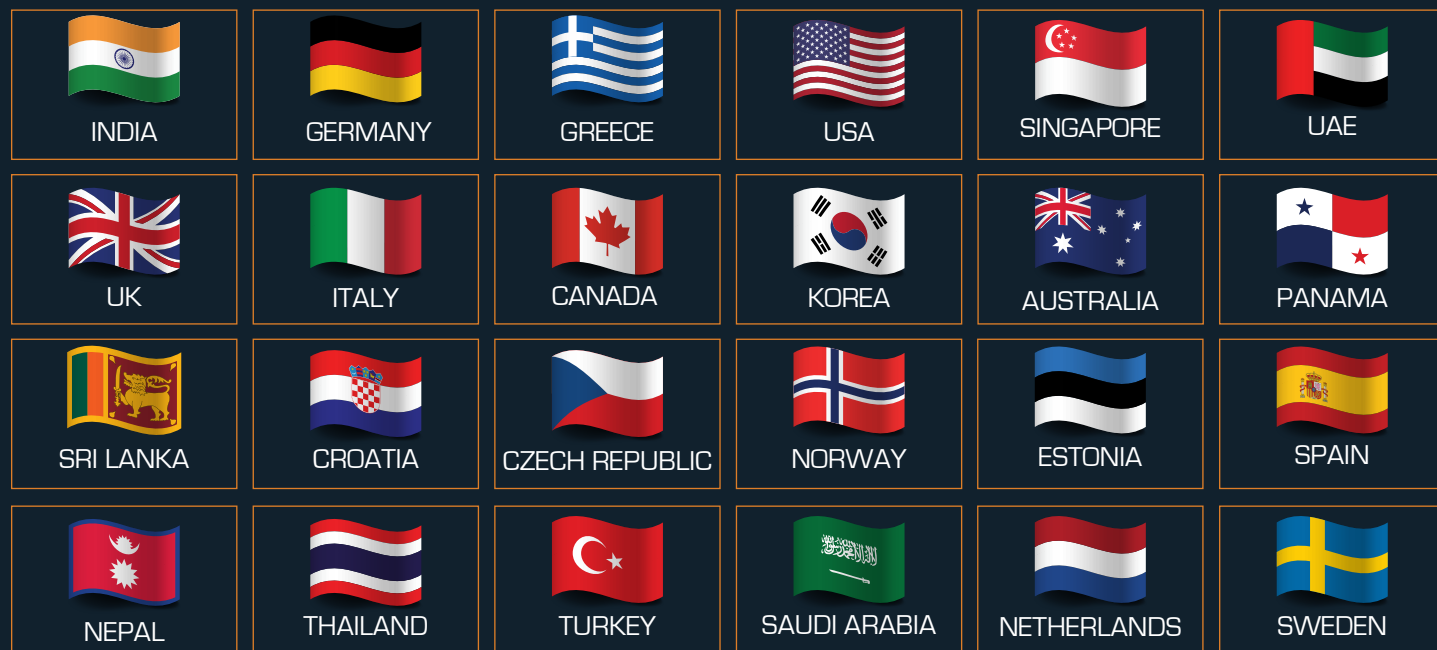 INDIA
GERMANY
GREECE
USA
SINGAPORE
UAE
UK
ITALY
CANADA
KOREA
AUSTRALIA
PANAMA
SRI LANKA
CROATIA
CZECH REPUBLIC
NORWAY
ESTONIA
SPAIN
NEPAL
THAILAND
TURKEY
SAUDI ARABIA
NETHERLANDS
SWEDEN